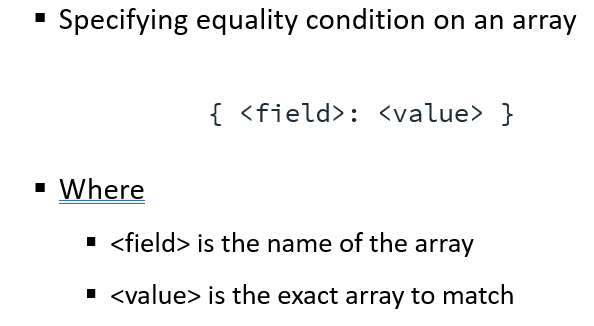 ▪ Specifying equality condition on an array
{ <field>: <value> }
▪ Where
▪ <field> is the name of the array
▪ <value> is the exact array to match